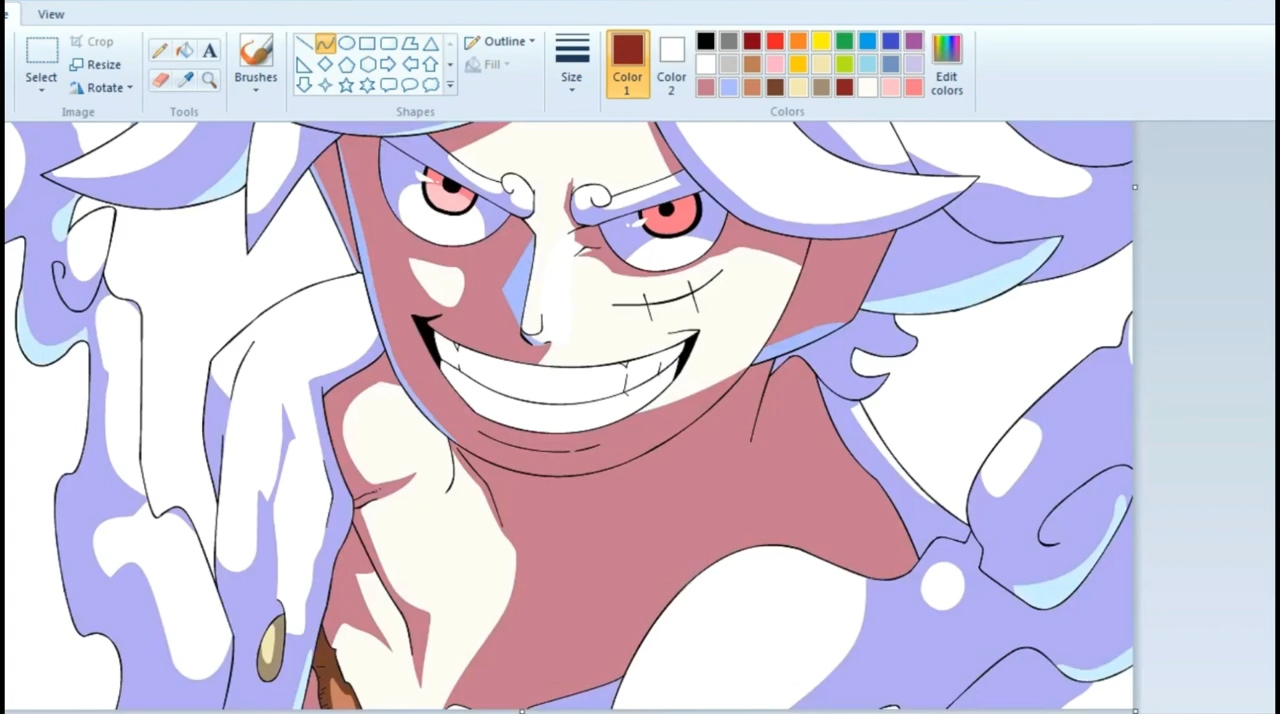 View
Crop
Resize
Rotate
Select
Image
A
Tools
Brushes
Shapes
Outline
Fill
Size
Color
1
Color
2
Edit
colors
Colors